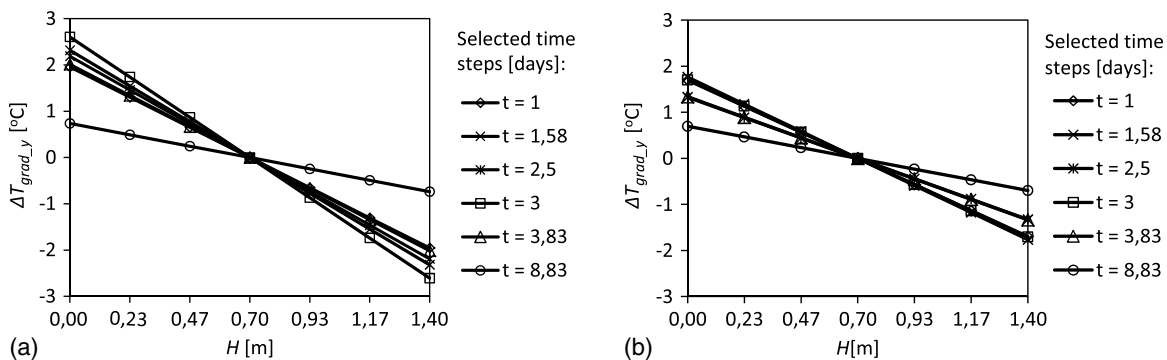 3
2
1
0
-1
-2
-3
ΔT_grad_y [°C]
0,00 0,23 0,47 0,70 0,93 1,17 1,40
H [m]
(a)
Selected time
steps [days]:
t = 1
t = 1,58
t = 2,5
t = 3
t = 3,83
t = 8,83
3
2
1
0
-1
-2
-3
ΔT_grad_y [°C]
0,00 0,23 0,47 0,70 0,93 1,17 1,40
H[m]
(b)
Selected time
steps [days]:
t = 1
t = 1,58
t = 2,5
t = 3
t = 3,83
t = 8,83